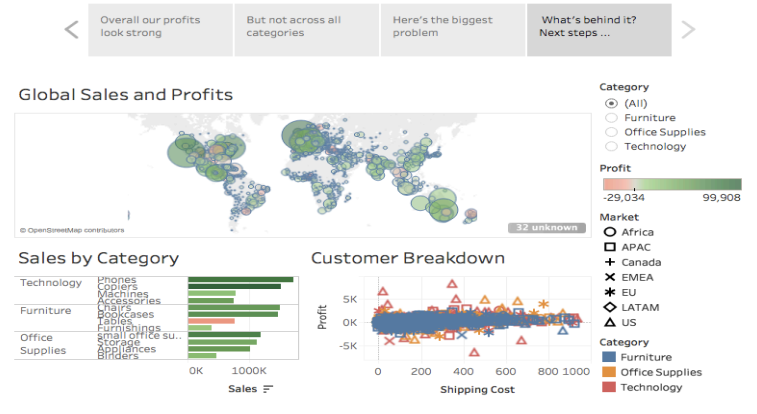 Overall our profits
look strong
But not across all
categories
Here's the biggest
problem
What's behind it?
Next steps ...
Global Sales and Profits
© OpenStreetMap contributors
32 unknown
Category
(All)
Furniture
Office Supplies
Technology
Profit
-29,034
99,908
Market
Africa
APAC
Canada
EMEA
EU
LATAM
US
Category
Furniture
Office Supplies
Technology
Sales by Category
Technology
Phones
Copiers
Machines
Accessories
Furniture
Chairs
Bookcases
Tables
Furnishings
Office
Supplies
small office su..
Storage
Appliances
Binders
0K
1000K
Sales
Customer Breakdown
Profit
5K
0K
-5K
0
200
400
600
800
1000
Shipping Cost